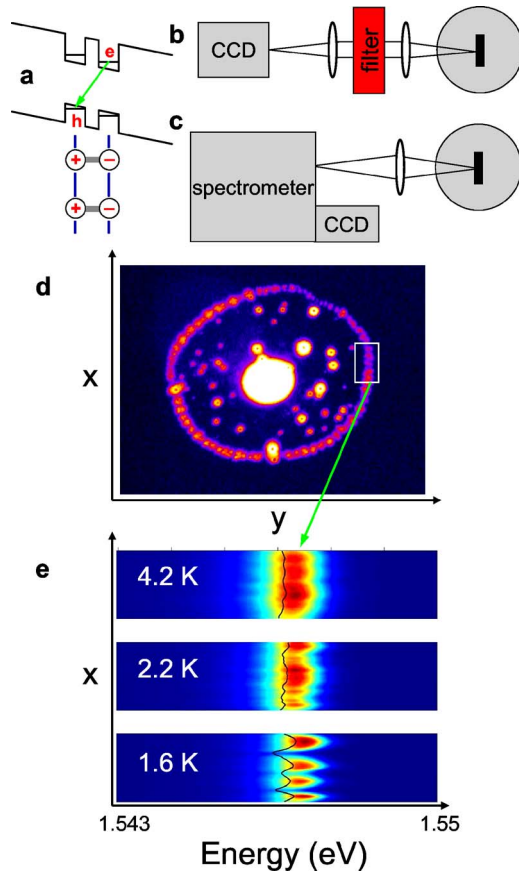 a
e
h
+ −
+ −
b
CCD
filter
c
spectrometer
CCD
d
x
y
e
4.2 K
2.2 K
1.6 K
x
1.543
1.55
Energy (eV)